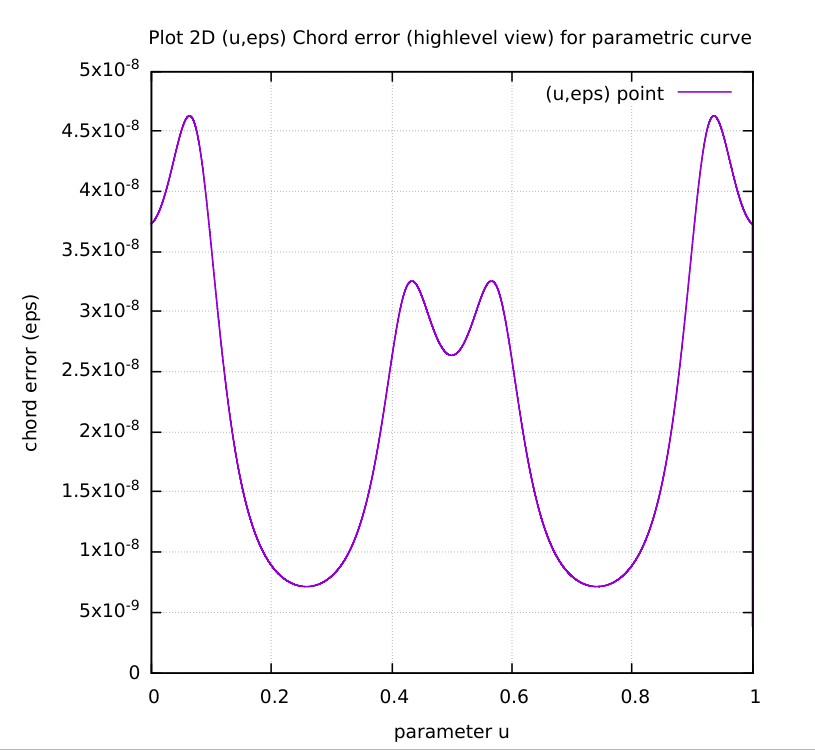 Plot 2D (u,eps) Chord error (highlevel view) for parametric curve
(u,eps) point
5x10-8
4.5x10-8
4x10-8
3.5x10-8
3x10-8
2.5x10-8
2x10-8
1.5x10-8
1x10-8
5x10-9
0
chord error (eps)
0 0.2 0.4 0.6 0.8 1
parameter u